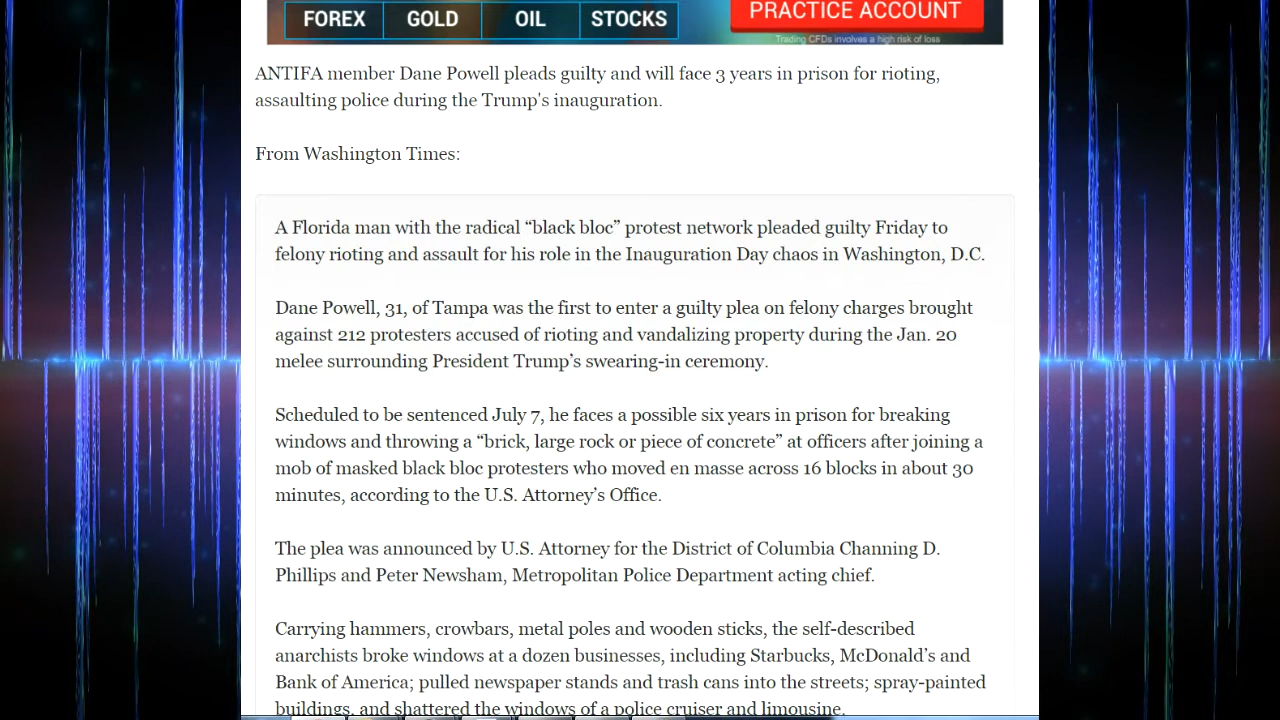 FOREX GOLD OIL STOCKS
PRACTICE ACCOUNT
Trading CFDs involves a high risk of loss
ANTIFA member Dane Powell pleads guilty and will face 3 years in prison for rioting,
assaulting police during the Trump's inauguration.
From Washington Times:
A Florida man with the radical “black bloc” protest network pleaded guilty Friday to
felony rioting and assault for his role in the Inauguration Day chaos in Washington, D.C.
Dane Powell, 31, of Tampa was the first to enter a guilty plea on felony charges brought
against 212 protesters accused of rioting and vandalizing property during the Jan. 20
melee surrounding President Trump’s swearing-in ceremony.
Scheduled to be sentenced July 7, he faces a possible six years in prison for breaking
windows and throwing a “brick, large rock or piece of concrete” at officers after joining a
mob of masked black bloc protesters who moved en masse across 16 blocks in about 30
minutes, according to the U.S. Attorney’s Office.
The plea was announced by U.S. Attorney for the District of Columbia Channing D.
Phillips and Peter Newsham, Metropolitan Police Department acting chief.
Carrying hammers, crowbars, metal poles and wooden sticks, the self-described
anarchists broke windows at a dozen businesses, including Starbucks, McDonald’s and
Bank of America; pulled newspaper stands and trash cans into the streets; spray-painted
buildings, and shattered the windows of a police cruiser and limousine.